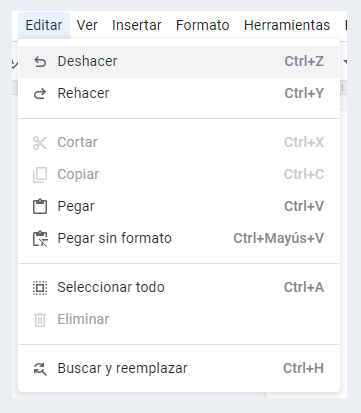 Editar Ver Insertar Formato Herramientas
Deshacer Ctrl+Z
Rehacer Ctrl+Y
Cortar Ctrl+X
Copiar Ctrl+C
Pegar Ctrl+V
Pegar sin formato Ctrl+Mayús+V
Seleccionar todo Ctrl+A
Eliminar
Buscar y reemplazar Ctrl+H